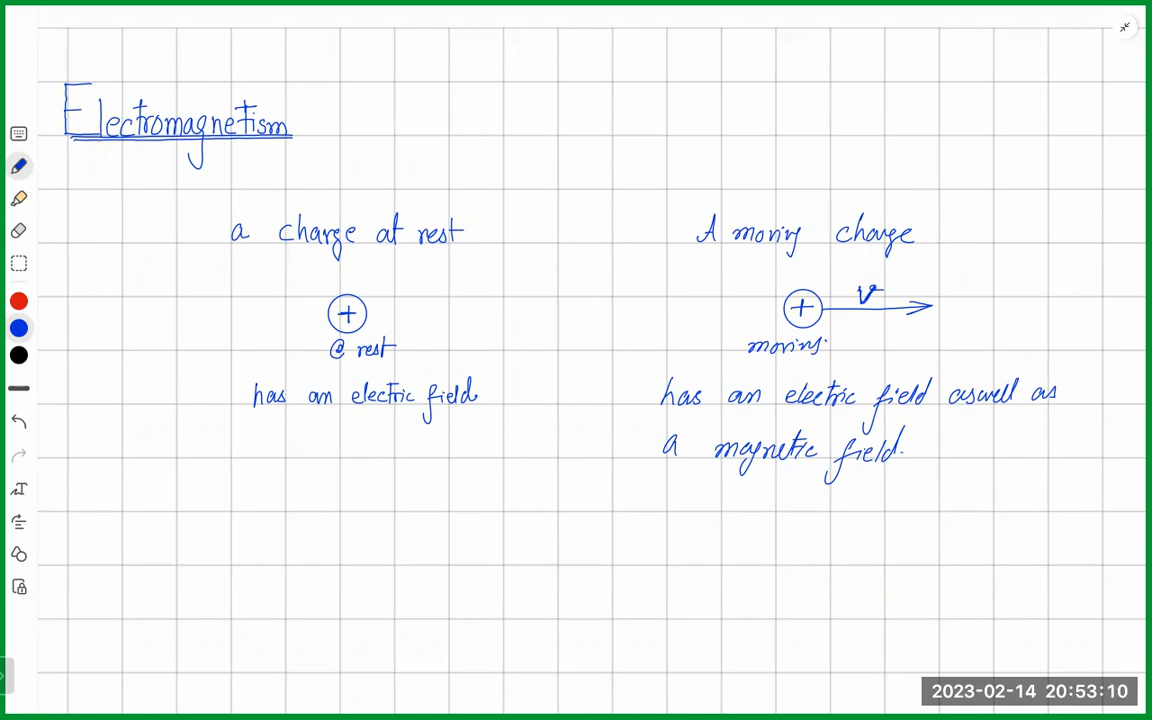 Electromagnetism
a charge at rest
+
@ rest
has an electric field
A moving charge
+ v
moving.
has an electric field aswell as
a magnetic field.
2023-02-14 20:53:10